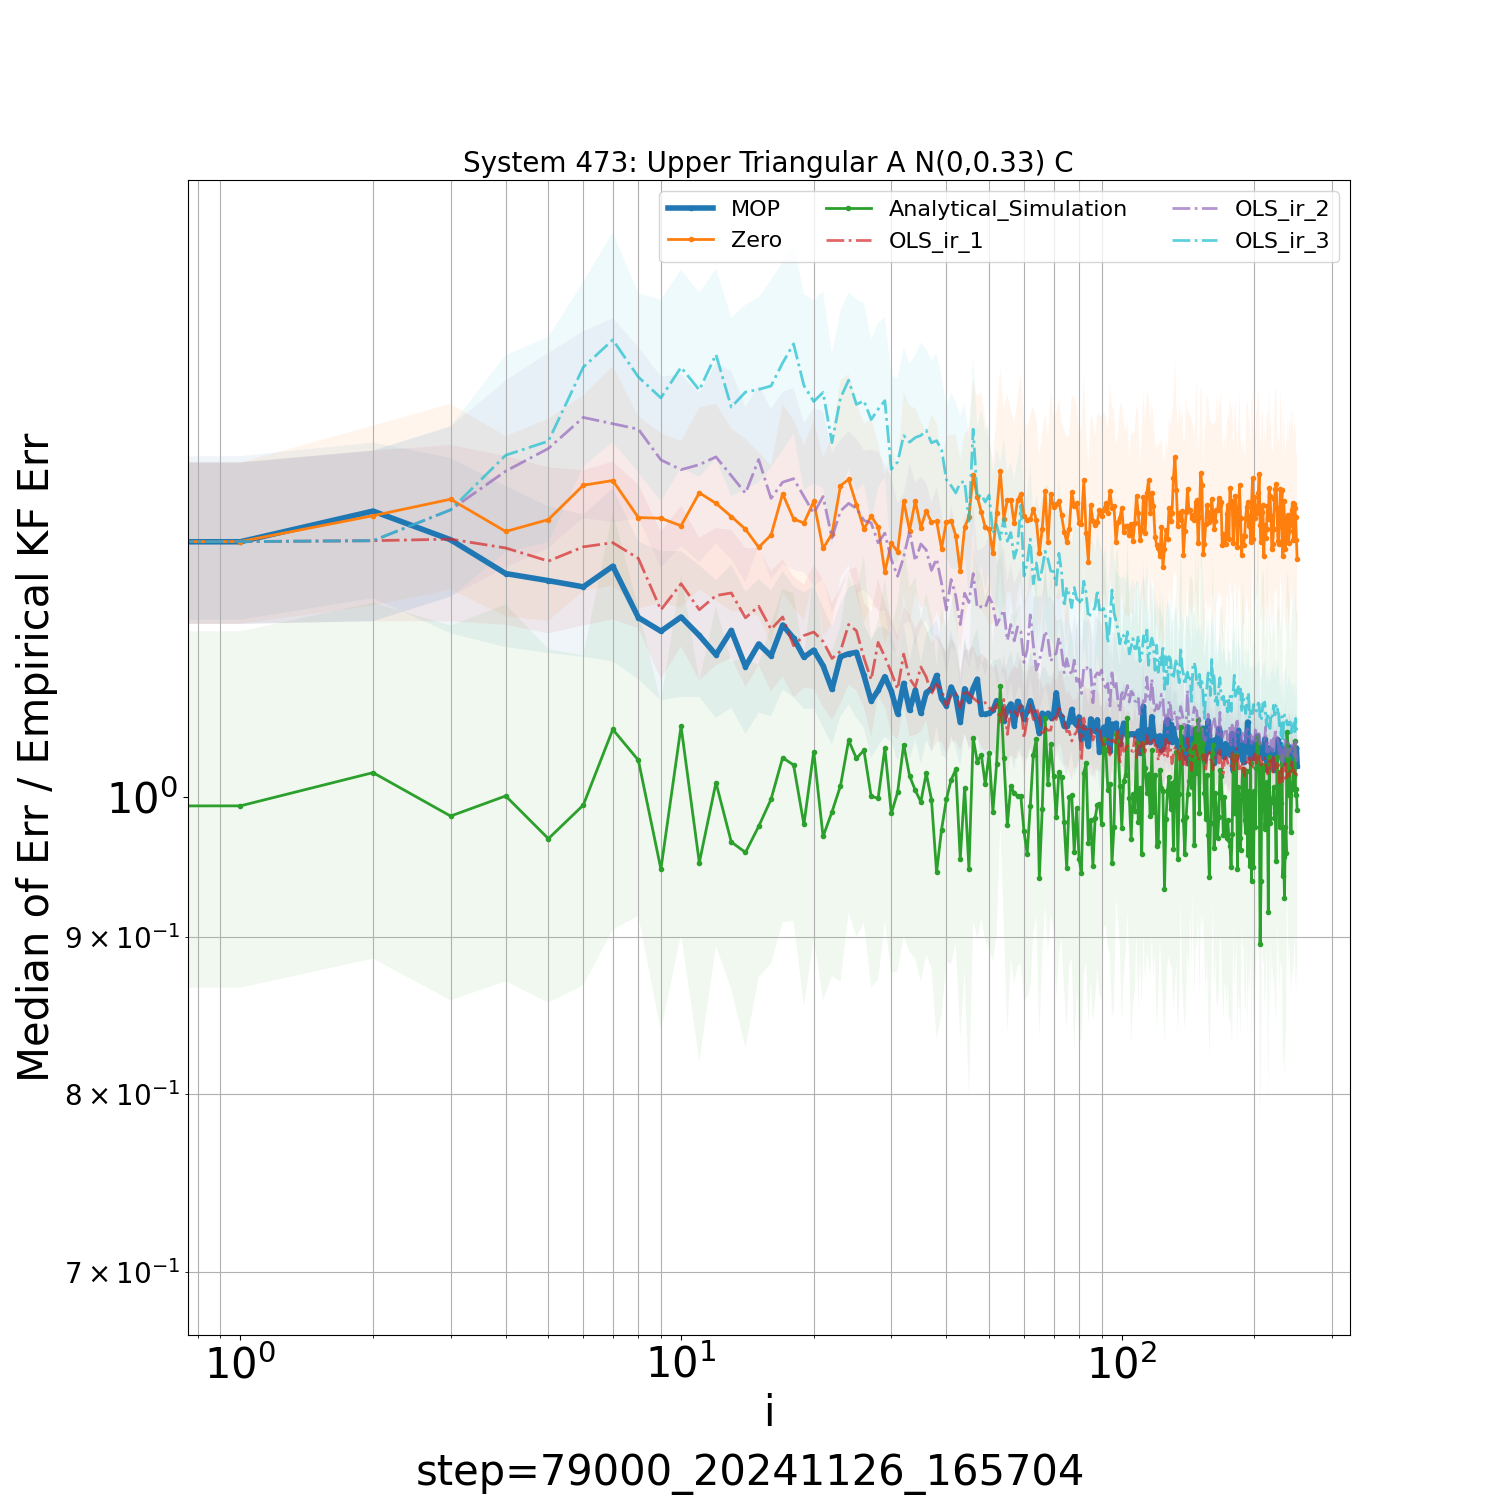 System 473: Upper Triangular A N(0,0.33) C
MOP
Zero
Analytical_Simulation
OLS_ir_1
OLS_ir_2
OLS_ir_3
Median of Err / Empirical KF Err
10⁰
9 × 10⁻¹
8 × 10⁻¹
7 × 10⁻¹
10⁰ 10¹ 10²
i
step=79000_20241126_165704